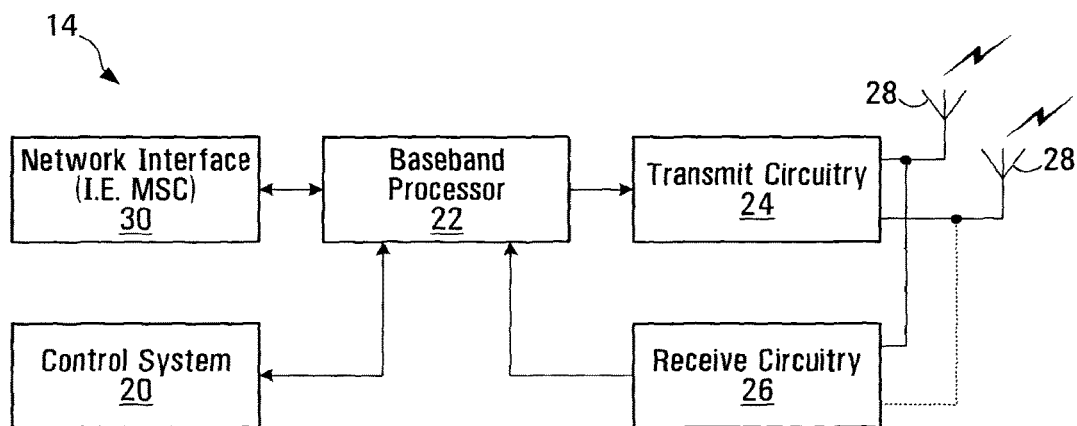 14
28
28
Network Interface
(I.E. MSC)
30
Baseband
Processor
22
Transmit Circuitry
24
Control System
20
Receive Circuitry
26